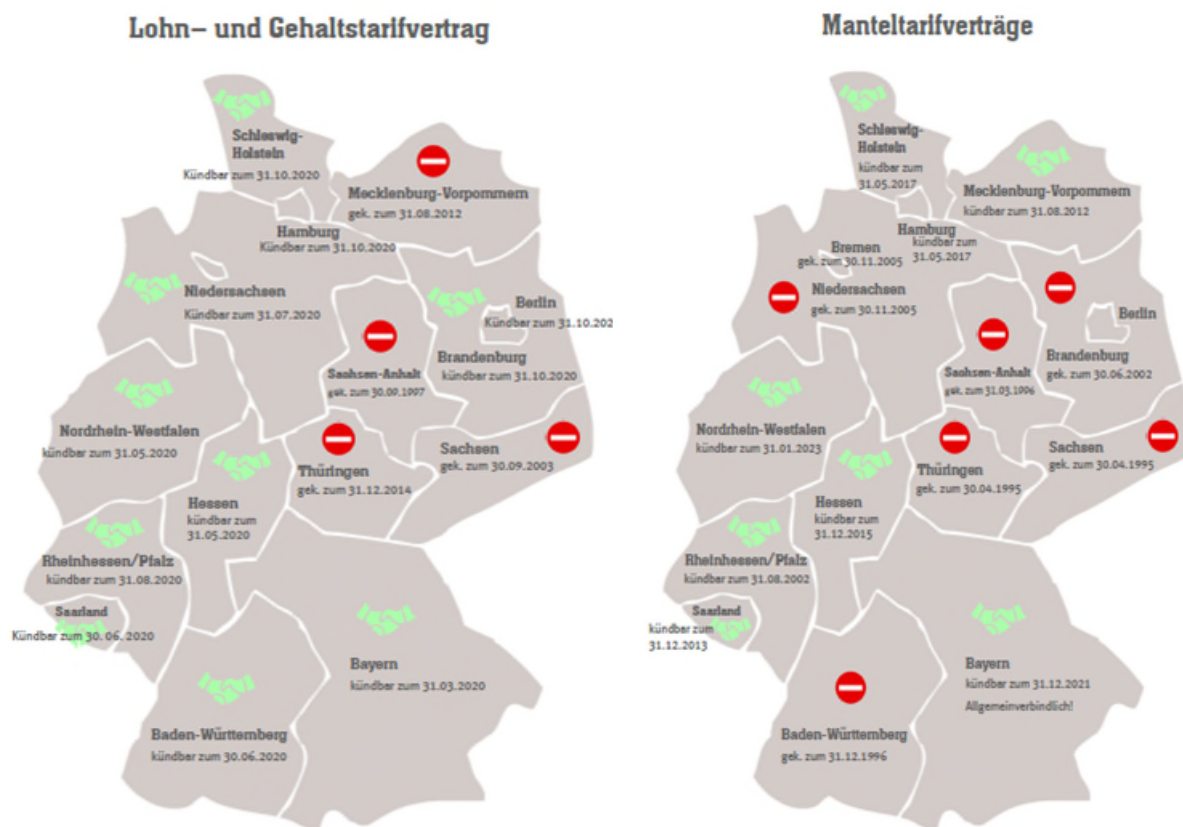 Lohn– und Gehaltstarifvertrag
Schleswig-
Holstein
Kündbar zum 31.10.2020
Mecklenburg-Vorpommern
gek. zum 31.08.2012
Hamburg
Kündbar zum 31.10.2020
Niedersachsen
Kündbar zum 31.07.2020
Berlin
Kündbar zum 31.10.202
Brandenburg
kündbar zum 31.10.2020
Sachsen-Anhalt
gek. zum 30.09.1997
Nordrhein-Westfalen
kündbar zum 31.05.2020
Sachsen
gek. zum 30.09.2003
Thüringen
gek. zum 31.12.2014
Hessen
kündbar zum
31.05.2020
Rheinhessen/Pfalz
kündbar zum 31.08.2020
Saarland
Kündbar zum 30. 06. 2020
Bayern
kündbar zum 31.03.2020
Baden-Württemberg
kündbar zum 30.06.2020
Manteltarifverträge
Schleswig-
Holstein
kündbar zum
31.05.2017
Mecklenburg-Vorpommern
kündbar zum 31.08.2012
Hamburg
kündbar zum
31.05.2017
Bremen
gek. zum 30.11.2005
Niedersachsen
gek. zum 30.11.2005
Berlin
Brandenburg
gek. zum 30.06.2002
Sachsen-Anhalt
gek. zum 31.03.1996
Nordrhein-Westfalen
kündbar zum 31.01.2023
Sachsen
gek. zum 30.04.1995
Thüringen
gek. zum 30.04.1995
Hessen
kündbar zum
31.12.2015
Rheinhessen/Pfalz
kündbar zum 31.08.2002
Saarland
kündbar zum
31.12.2013
Bayern
kündbar zum 31.12.2021
Allgemeinverbindlich!
Baden-Württemberg
gek. zum 31.12.1996